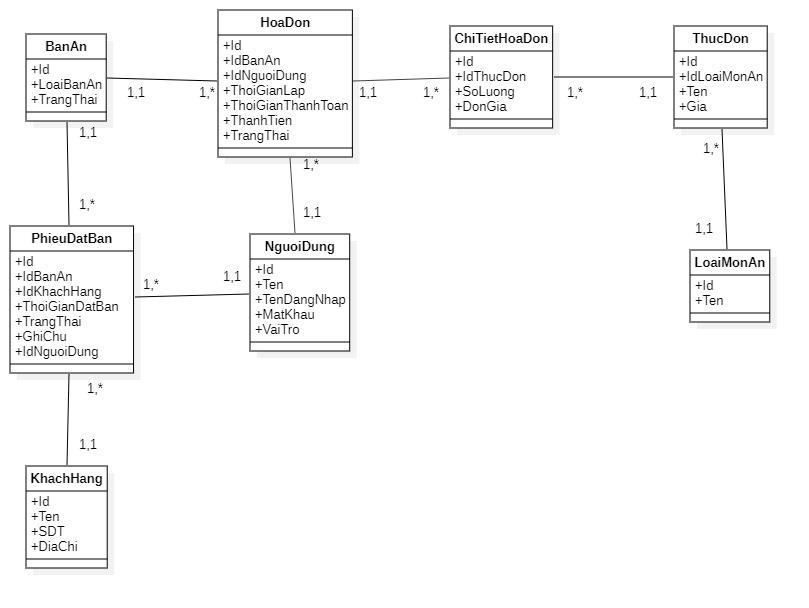 BanAn
+Id
+LoaiBanAn
+TrangThai
HoaDon
+Id
+IdBanAn
+IdNguoiDung
+ThoiGianLap
+ThoiGianThanhToan
+ThanhTien
+TrangThai
ChiTietHoaDon
+Id
+IdThucDon
+SoLuong
+DonGia
ThucDon
+Id
+IdLoaiMonAn
+Ten
+Gia
1,1
1,*
1,1
1,*
1,*
1,1
1,1
1,*
1,*
1,1
1,*
1,1
PhieuDatBan
+Id
+IdBanAn
+IdKhachHang
+ThoiGianDatBan
+TrangThai
+GhiChu
+IdNguoiDung
1,*
1,1
NguoiDung
+Id
+Ten
+TenDangNhap
+MatKhau
+VaiTro
LoaiMonAn
+Id
+Ten
1,*
1,1
KhachHang
+Id
+Ten
+SDT
+DiaChi